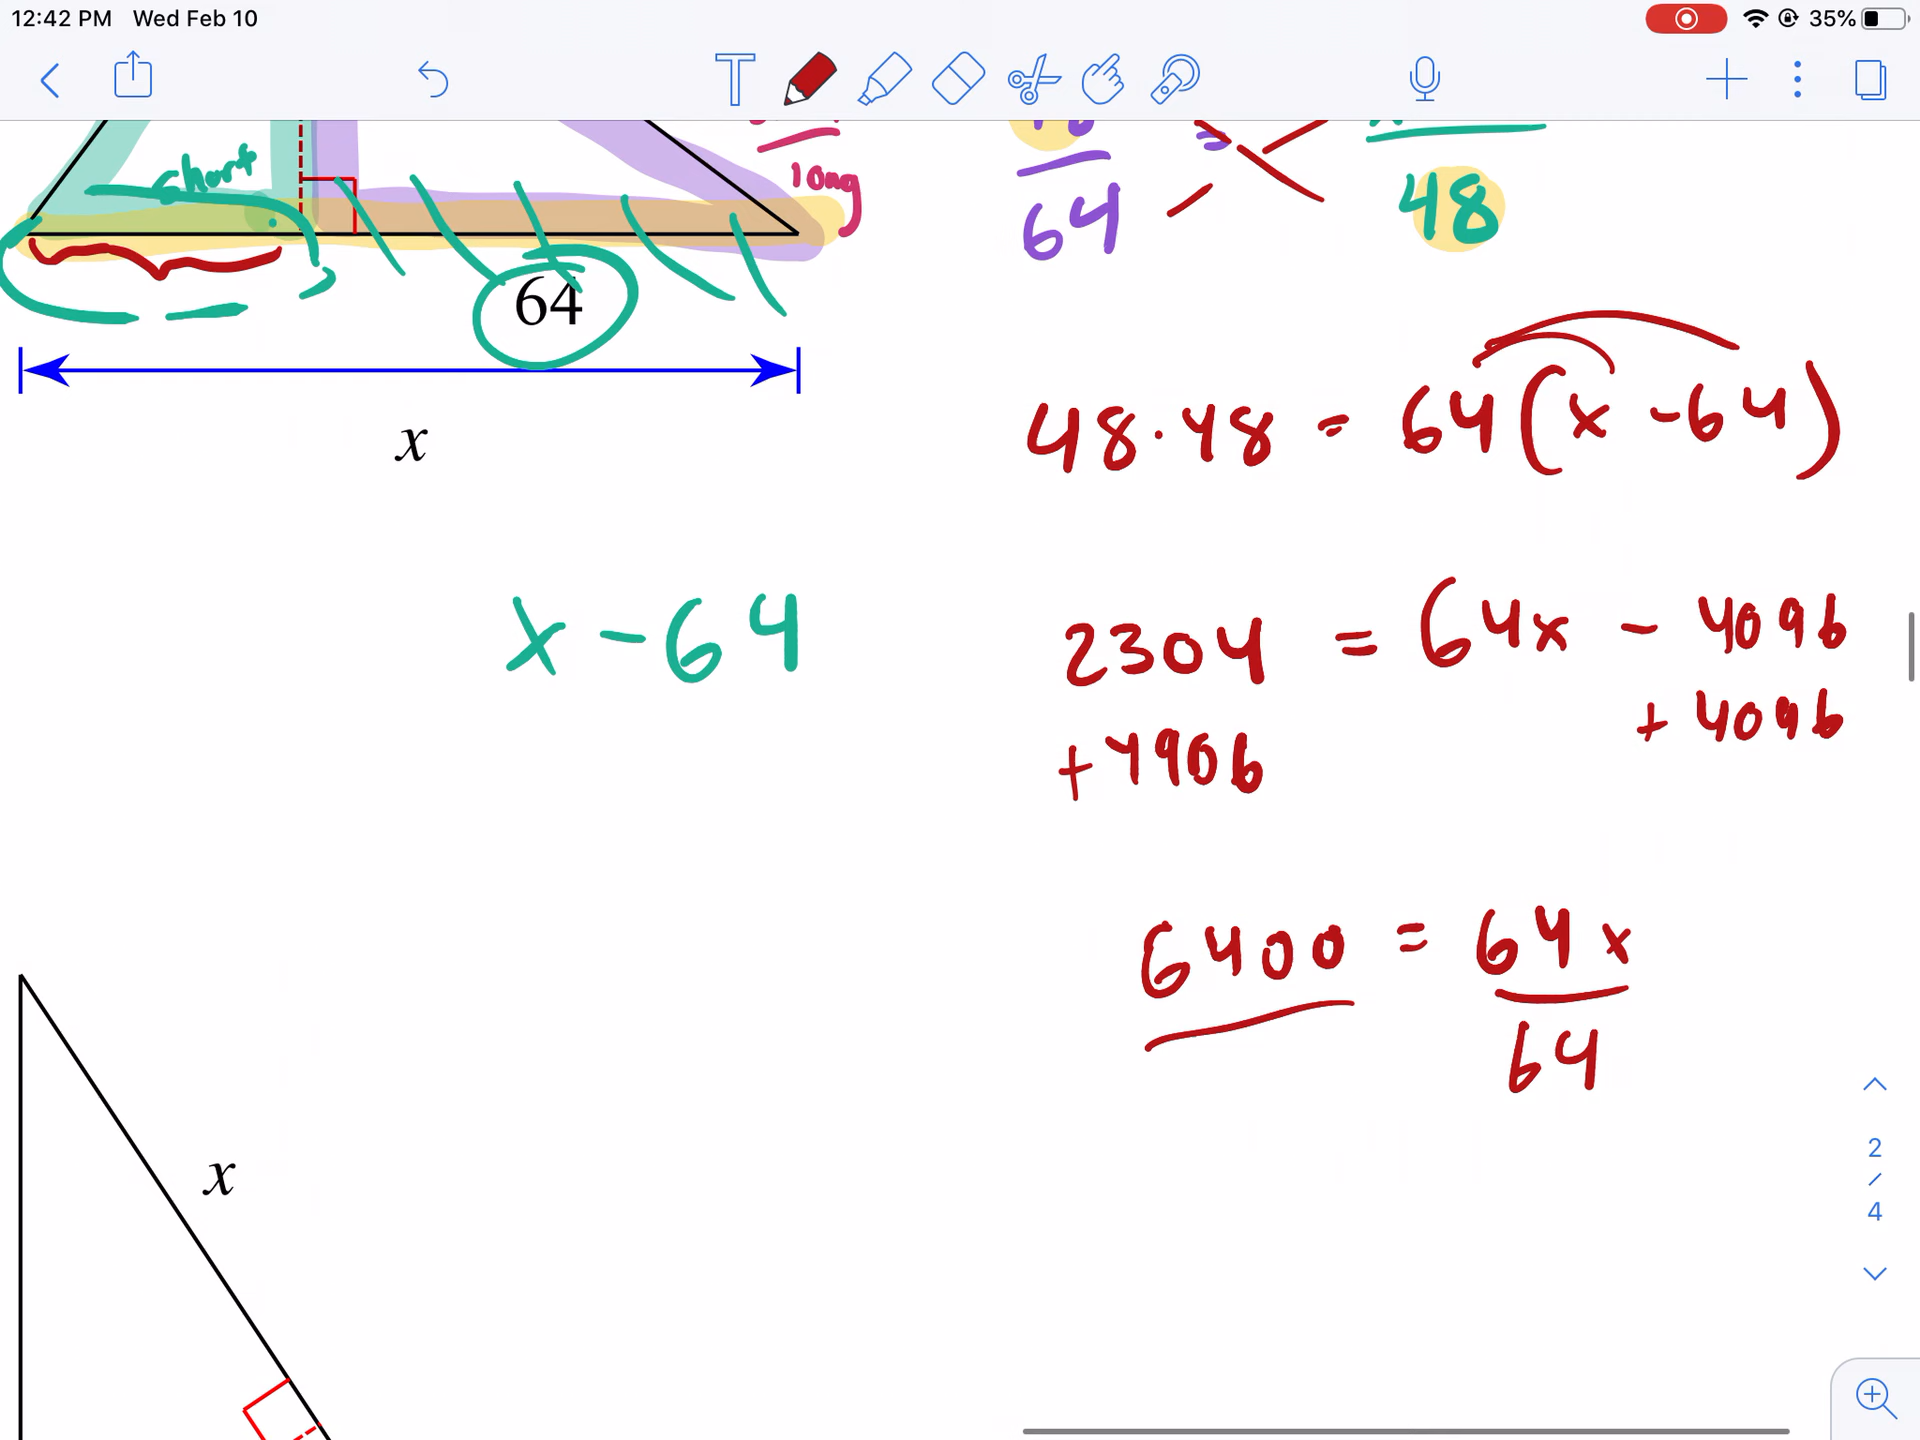 12:42 PM Wed Feb 10 35%
short
long
64
48
64
48·48 = 64(x - 64)
x
x - 64
2304 = 64x - 4096
+4906 + 4096
6400 = 64x
64
x
2
/
4